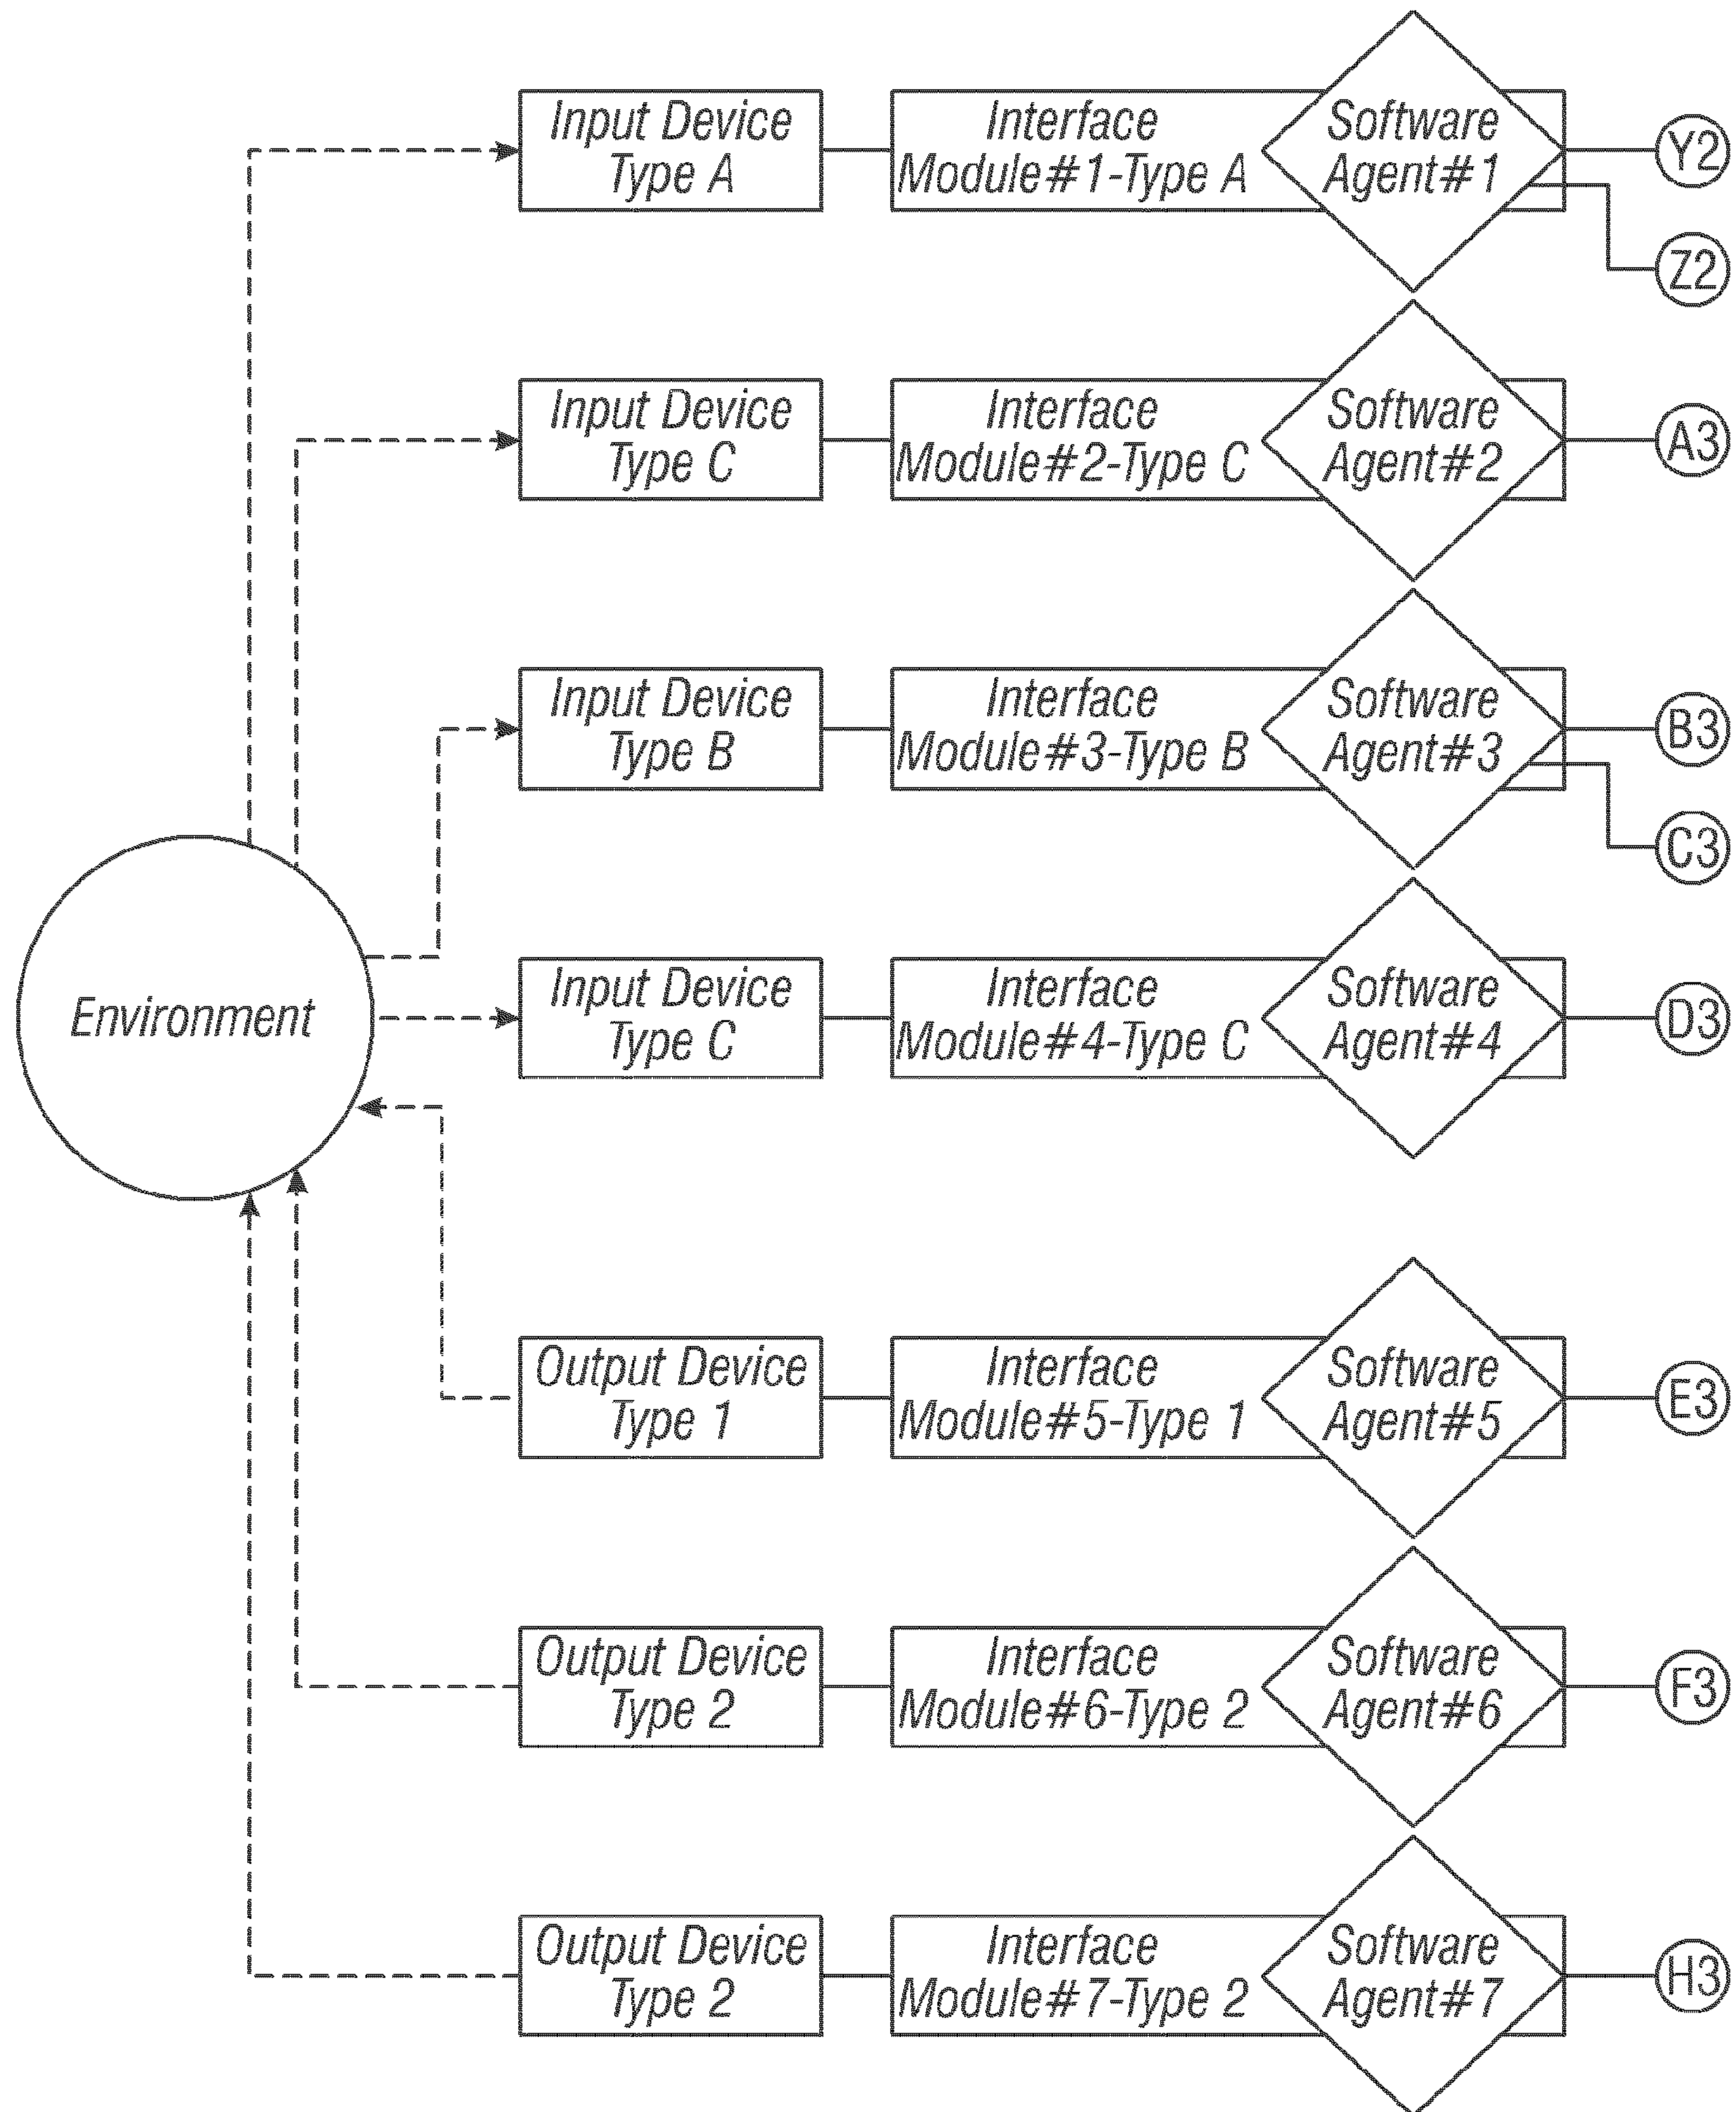 Input Device
Type A
Interface
Module#1-Type A
Software
Agent#1
Y2
Z2
Input Device
Type C
Interface
Module#2-Type C
Software
Agent#2
A3
Input Device
Type B
Interface
Module#3-Type B
Software
Agent#3
B3
C3
Environment
Input Device
Type C
Interface
Module#4-Type C
Software
Agent#4
D3
Output Device
Type 1
Interface
Module#5-Type 1
Software
Agent#5
E3
Output Device
Type 2
Interface
Module#6-Type 2
Software
Agent#6
F3
Output Device
Type 2
Interface
Module#7-Type 2
Software
Agent#7
H3